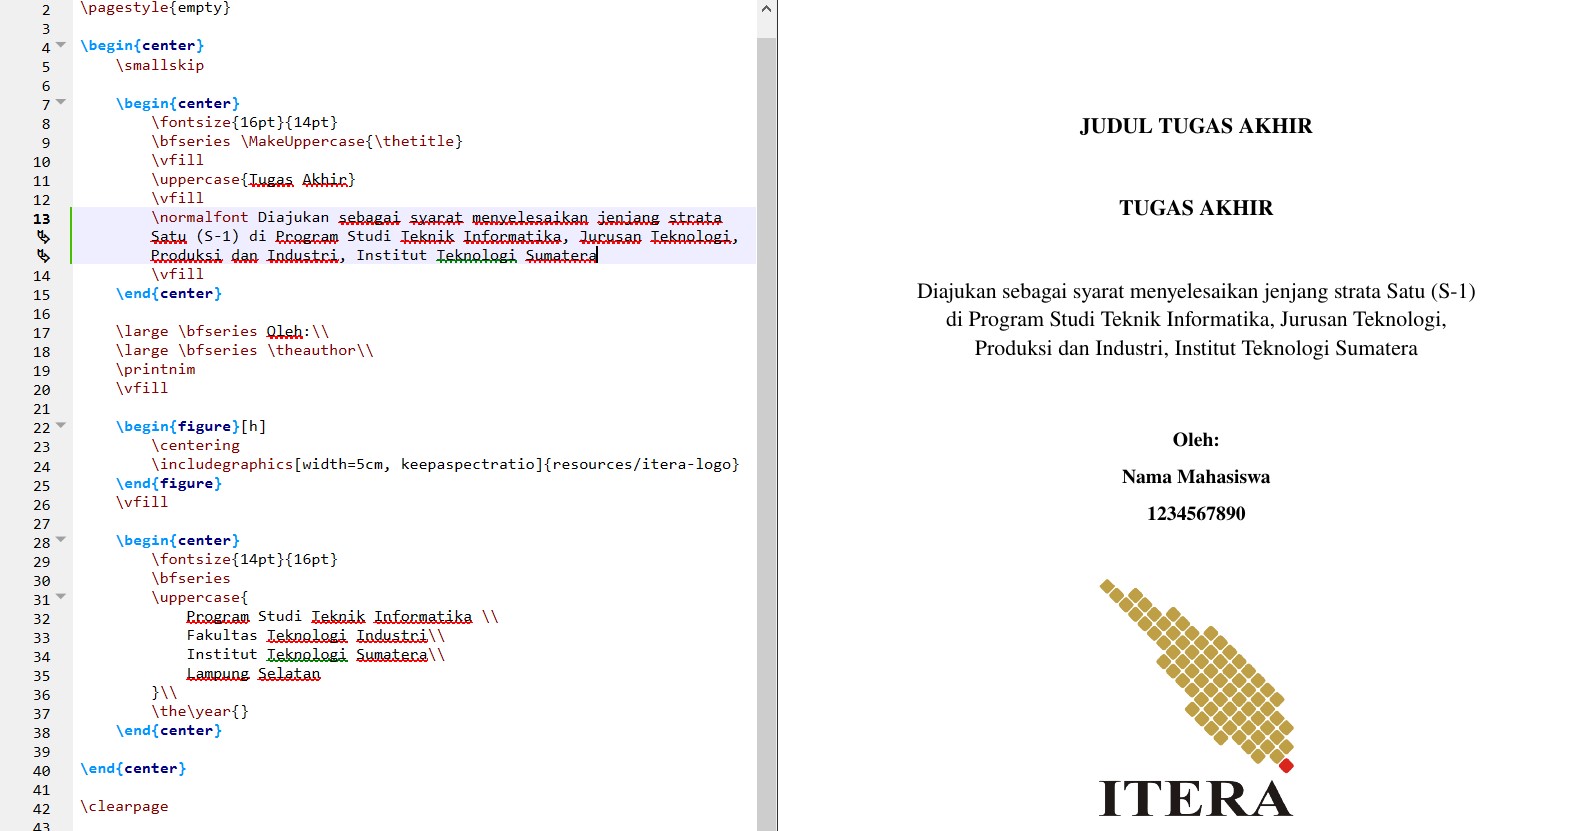 2 \pagestyle{empty}
3
4 \begin{center}
5 \smallskip
6
7 \begin{center}
8 \fontsize{16pt}{14pt}
9 \bfseries \MakeUppercase{\thetitle}
10 \vfill
11 \uppercase{Tugas Akhir}
12 \vfill
13 \normalfont Diajukan sebagai syarat menyelesaikan jenjang strata
Satu (S-1) di Program Studi Teknik Informatika, Jurusan Teknologi,
Produksi dan Industri, Institut Teknologi Sumatera
14 \vfill
15 \end{center}
16
17 \large \bfseries Oleh:\\
18 \large \bfseries \theauthor\\
19 \printnim
20 \vfill
21
22 \begin{figure}[h]
23 \centering
24 \includegraphics[width=5cm, keepaspectratio]{resources/itera-logo}
25 \end{figure}
26 \vfill
27
28 \begin{center}
29 \fontsize{14pt}{16pt}
30 \bfseries
31 \uppercase{
32 Program Studi Teknik Informatika \\
33 Fakultas Teknologi Industri\\
34 Institut Teknologi Sumatera\\
35 Lampung Selatan
36 }\\
37 \the\year{}
38 \end{center}
39
40 \end{center}
41
42 \clearpage
43
JUDUL TUGAS AKHIR
TUGAS AKHIR
Diajukan sebagai syarat menyelesaikan jenjang strata Satu (S-1)
di Program Studi Teknik Informatika, Jurusan Teknologi,
Produksi dan Industri, Institut Teknologi Sumatera
Oleh:
Nama Mahasiswa
1234567890
ITERA